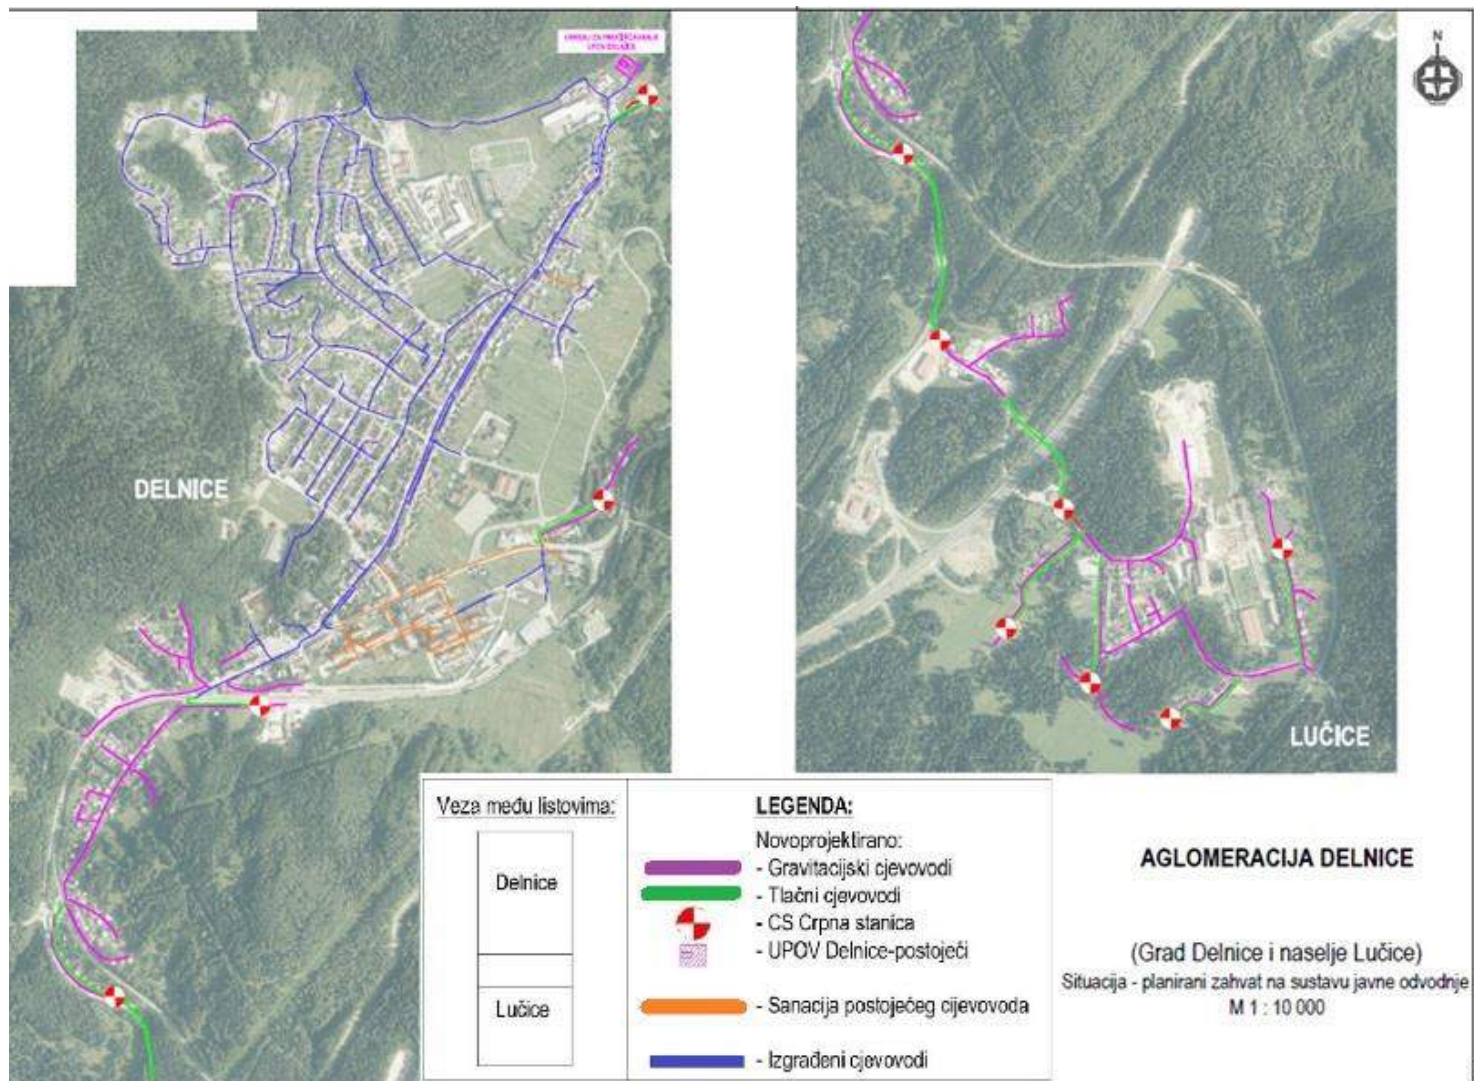 N
DELNICE
LUČICE
Veza među listovima:
Delnice
Lučice
LEGENDA:
Novoprojektirano:
- Gravitacijski cjevovodi
- Tlačni cjevovodi
- CS Crpna stanica
- UPOV Delnice-postojeći
- Sanacija postojećeg cijevovoda
- Izgrađeni cjevovodi
AGLOMERACIJA DELNICE
(Grad Delnice i naselje Lučice)
Situacija - planirani zahvat na sustavu javne odvodnje
M 1 : 10 000